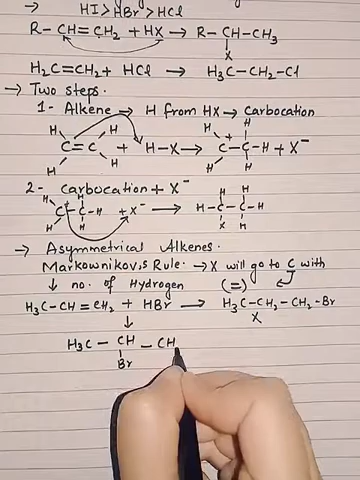 → HI > HBr > HCl
R – CH = CH₂ + HX → R – CH – CH₃
X
H₂C = CH₂ + HCl → H₃C – CH₂ – Cl
→ Two steps.
1- Alkene → H from HX → Carbocation
H H H H
C = C + H – X → C⁺ – C – H + X⁻
H H H H
2- Carbocation + X⁻
H H H H
C⁺ – C – H + X⁻ → H – C – C – H
H H X H
→ Asymmetrical Alkenes.
Markownikov,s Rule. → X will go to C with
↓ no. of Hydrogen (=)
H₃C – CH = CH₂ + HBr → H₃C – CH₂ – CH₂ – Br
↓ X
H₃C – CH – CH
Br